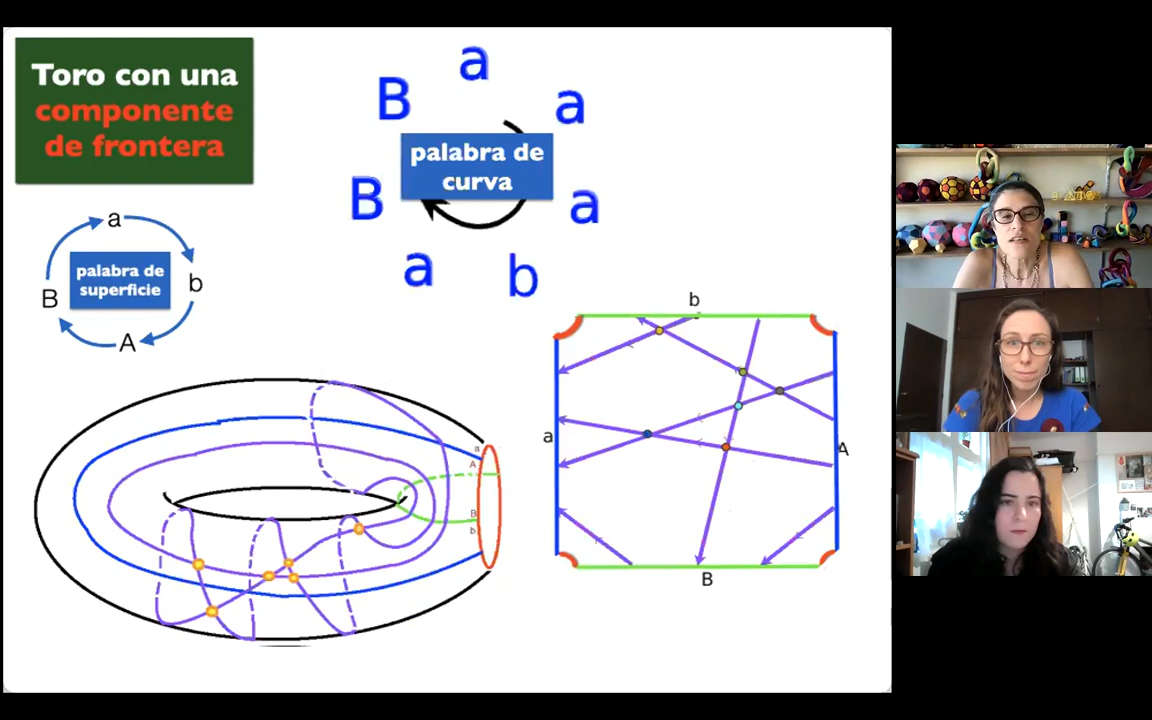 Toro con una
componente
de frontera
a
B
a
palabra de
curva
B
a
a
b
a
palabra de
superficie
b
B
A
b
a
A
B
a
A
B
b